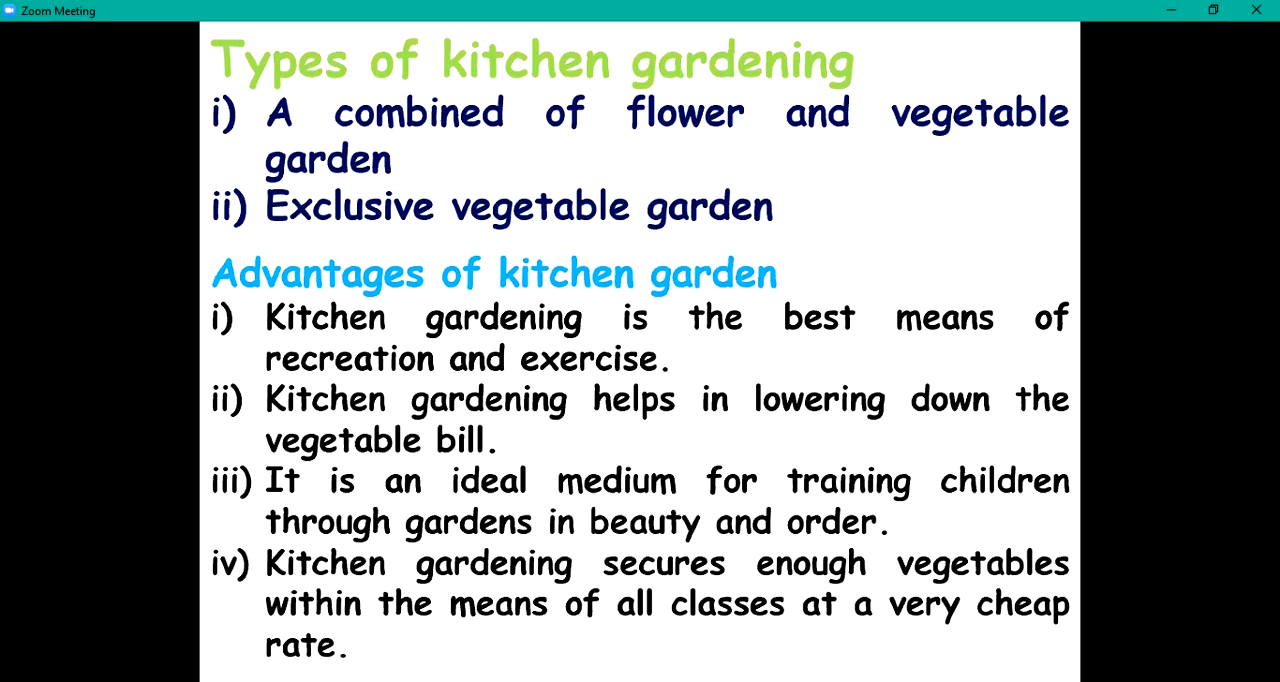 Zoom Meeting
Types of kitchen gardening
i) A combined of flower and vegetable
garden
ii) Exclusive vegetable garden
Advantages of kitchen garden
i) Kitchen gardening is the best means of
recreation and exercise.
ii) Kitchen gardening helps in lowering down the
vegetable bill.
iii) It is an ideal medium for training children
through gardens in beauty and order.
iv) Kitchen gardening secures enough vegetables
within the means of all classes at a very cheap
rate.